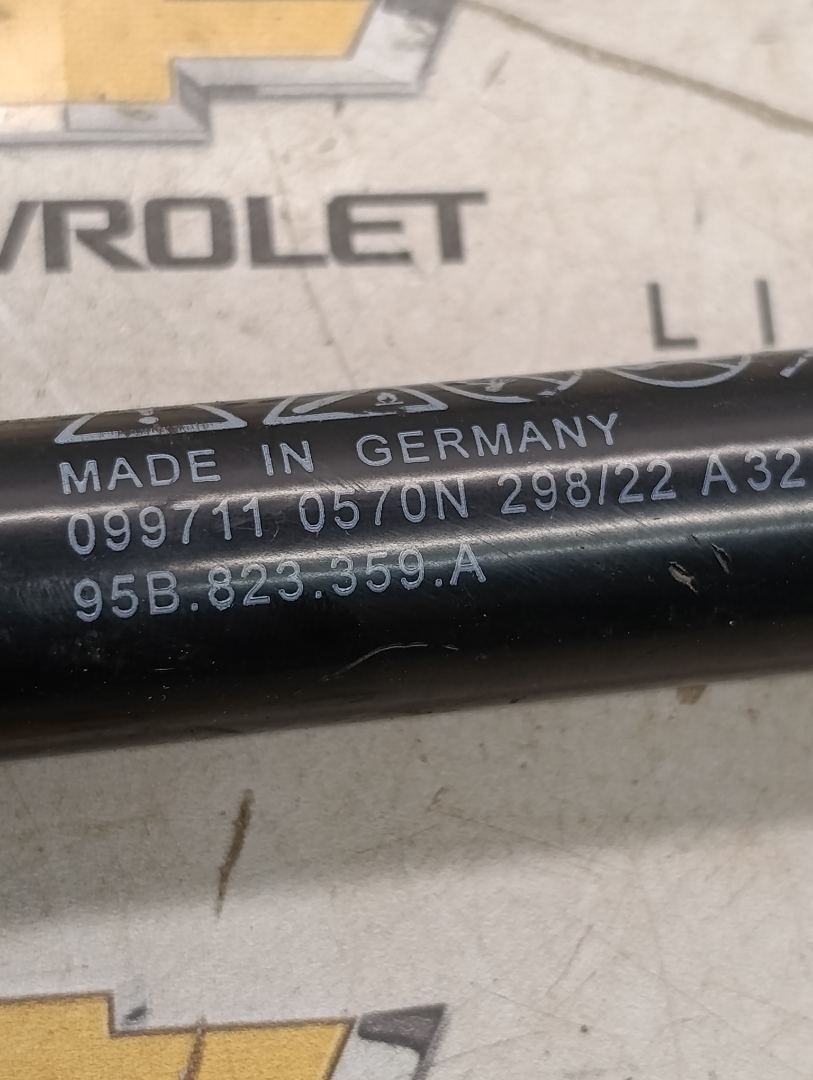 VROLET
L I
MADE IN GERMANY
099711 0570N 298/22 A32
95B.823.359.A